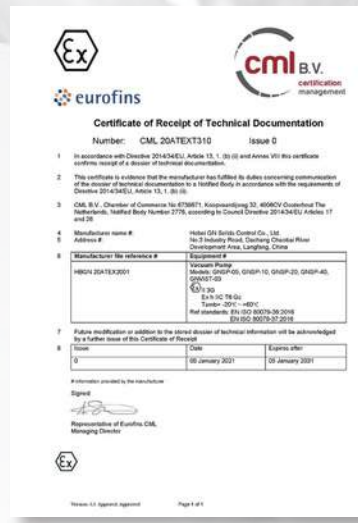 cml B.V.
certification
management
eurofins
Certificate of Receipt of Technical Documentation
Number: CML 20ATEXT310 Issue 0
1 In accordance with Directive 2014/34/EU, Article 13, 1. (b) (ii) and Annex VIII this certificate
confirms receipt of a dossier of technical documentation.
2 This certificate is evidence that the manufacturer has fulfilled its duties concerning communication
of the dossier of technical documentation to a Notified Body in accordance with the requirements of
Directive 2014/34/EU, Article 13, 1. (b) (ii).
3 CML B.V., Chamber of Commerce No 6738671, Koopvaardijweg 32, 4906CV Oosterhout The
Netherlands, Notified Body Number 2776, according to Council Directive 2014/34/EU Articles 17
and 26
4 Manufacturer name # Hebei GN Solids Control Co., Ltd.
5 Address # No.3 Industry Road, Dachang Chaobai River
Development Area, Langfang, China
6 Manufacturer file reference # Equipment #
HBGN 20ATEX2001 Vacuum Pump
Models: GNSP-05, GNSP-10, GNSP-20, GNSP-40,
Ex h IIC T6 Gc
Tamb= -20℃ ~ +60℃
Ref standards: EN ISO 80079-36:2016
EN ISO 80079-37:2016
7 Future modification or addition to the stored dossier of technical information will be acknowledged
by a further issue of this Certificate of Receipt
8 Issue Date Expires after
0 05 January 2021 05 January 2031
# information provided by the manufacturer
Signed
Representative of Eurofins CML
Managing Director
Version: Approval: Approved Page 1 of 1